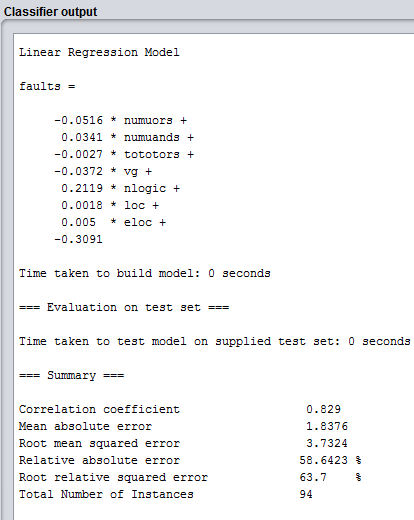 Classifier output
Linear Regression Model
faults =
-0.0516 * numuors +
0.0341 * numuands +
-0.0027 * tototors +
-0.0372 * vg +
0.2119 * nlogic +
0.0018 * loc +
0.005 * eloc +
-0.3091
Time taken to build model: 0 seconds
=== Evaluation on test set ===
Time taken to test model on supplied test set: 0 seconds
=== Summary ===
Correlation coefficient 0.829
Mean absolute error 1.8376
Root mean squared error 3.7324
Relative absolute error 58.6423 %
Root relative squared error 63.7 %
Total Number of Instances 94